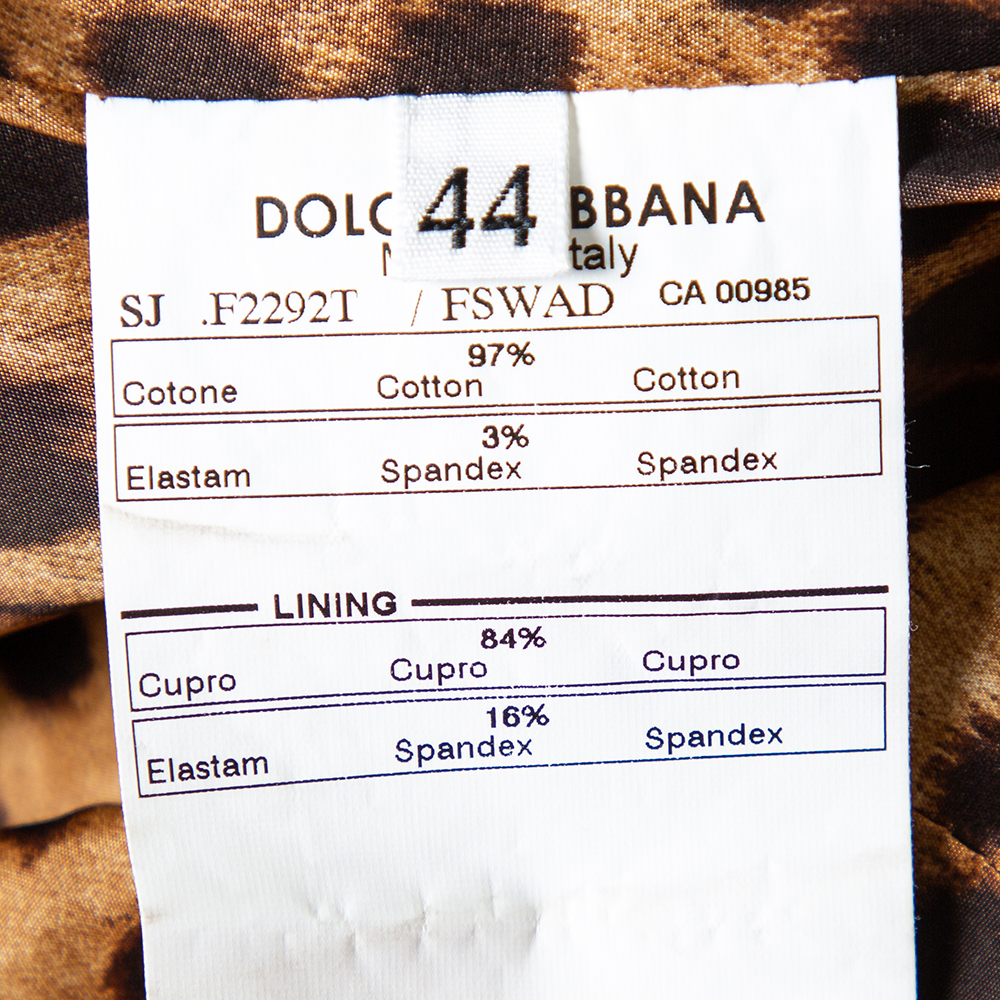 44
DOLC BBANA
taly
SJ .F2292T / FSWAD CA 00985
97%
Cotone Cotton Cotton
3%
Elastam Spandex Spandex
LINING
84%
Cupro Cupro Cupro
16%
Elastam Spandex Spandex